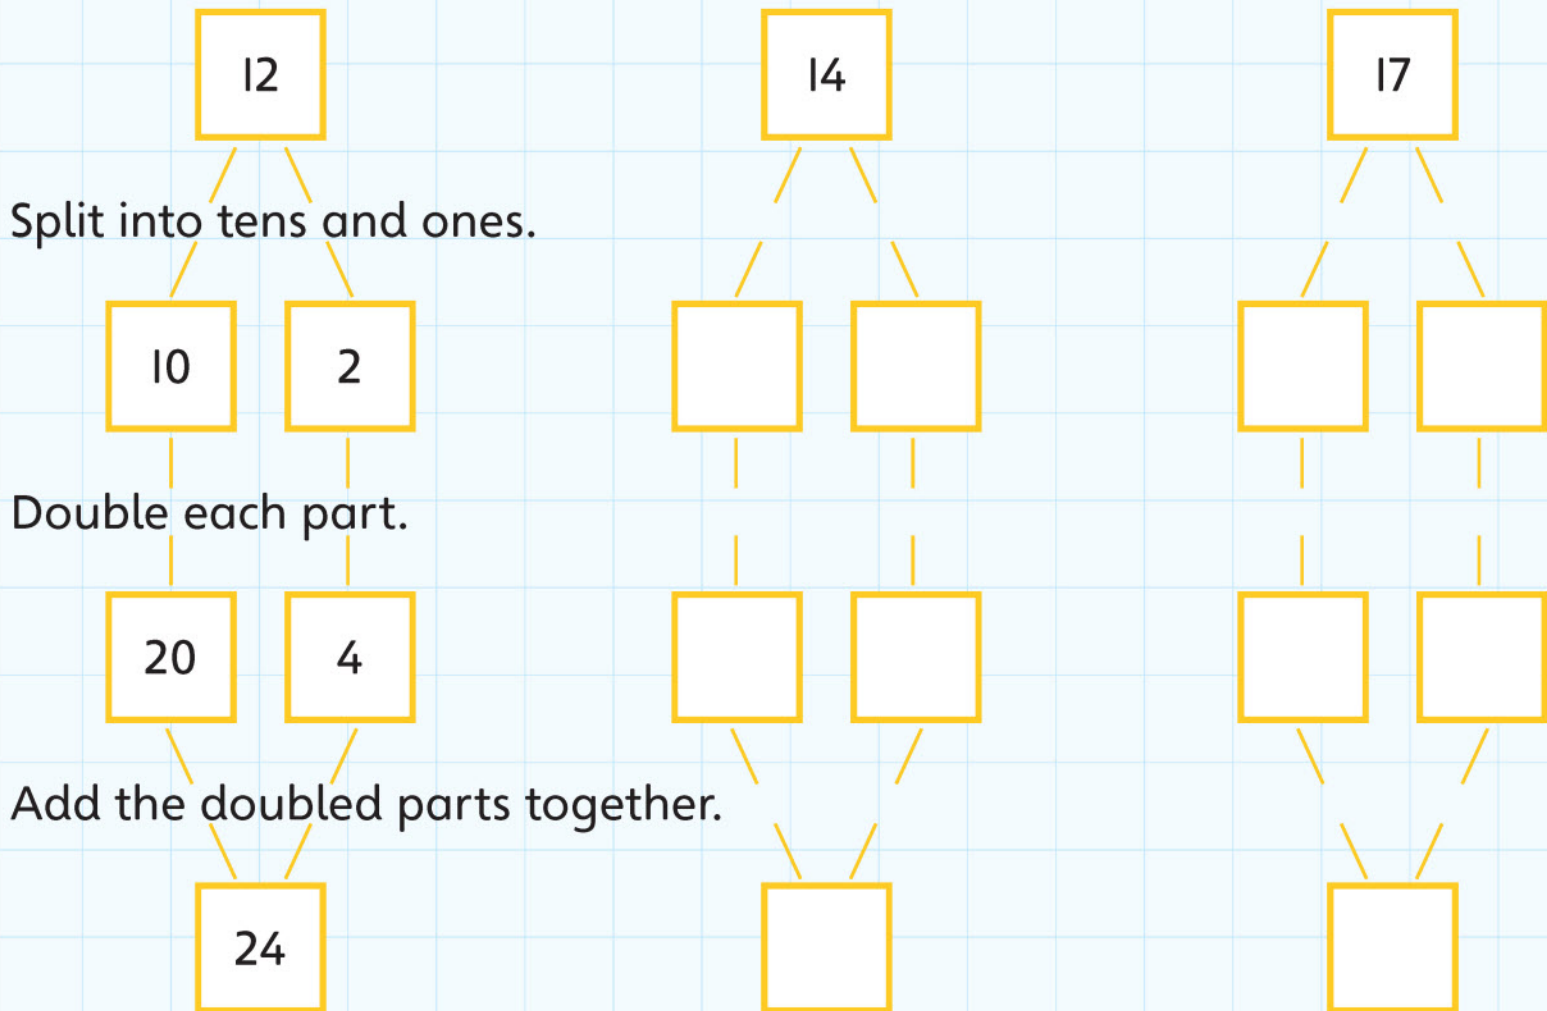 12 14 17
Split into tens and ones.
10 2
Double each part.
20 4
Add the doubled parts together.
24